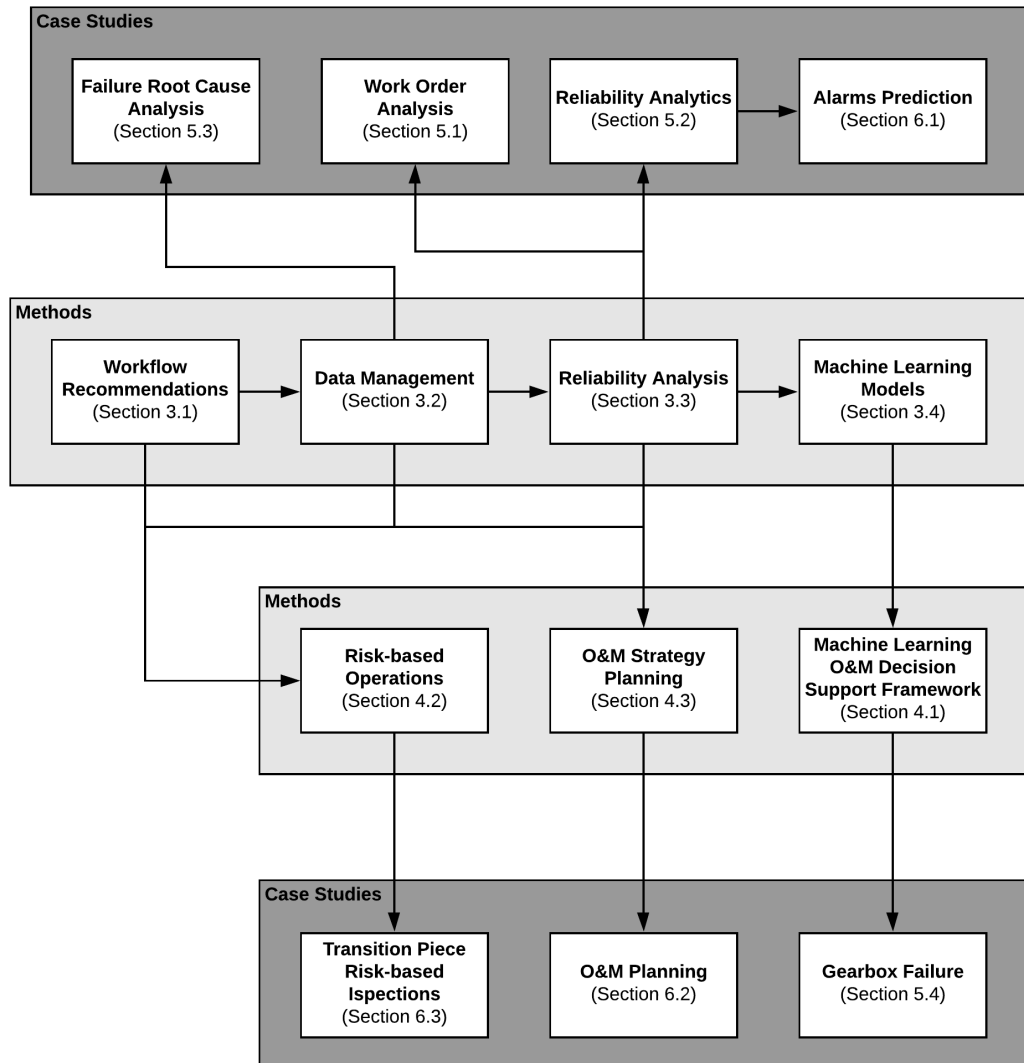 Case Studies
Failure Root Cause
Analysis
(Section 5.3)
Work Order
Analysis
(Section 5.1)
Reliability Analytics
(Section 5.2)
Alarms Prediction
(Section 6.1)
Methods
Workflow
Recommendations
(Section 3.1)
Data Management
(Section 3.2)
Reliability Analysis
(Section 3.3)
Machine Learning
Models
(Section 3.4)
Methods
Risk-based
Operations
(Section 4.2)
O&M Strategy
Planning
(Section 4.3)
Machine Learning
O&M Decision
Support Framework
(Section 4.1)
Case Studies
Transition Piece
Risk-based
Ispections
(Section 6.3)
O&M Planning
(Section 6.2)
Gearbox Failure
(Section 5.4)